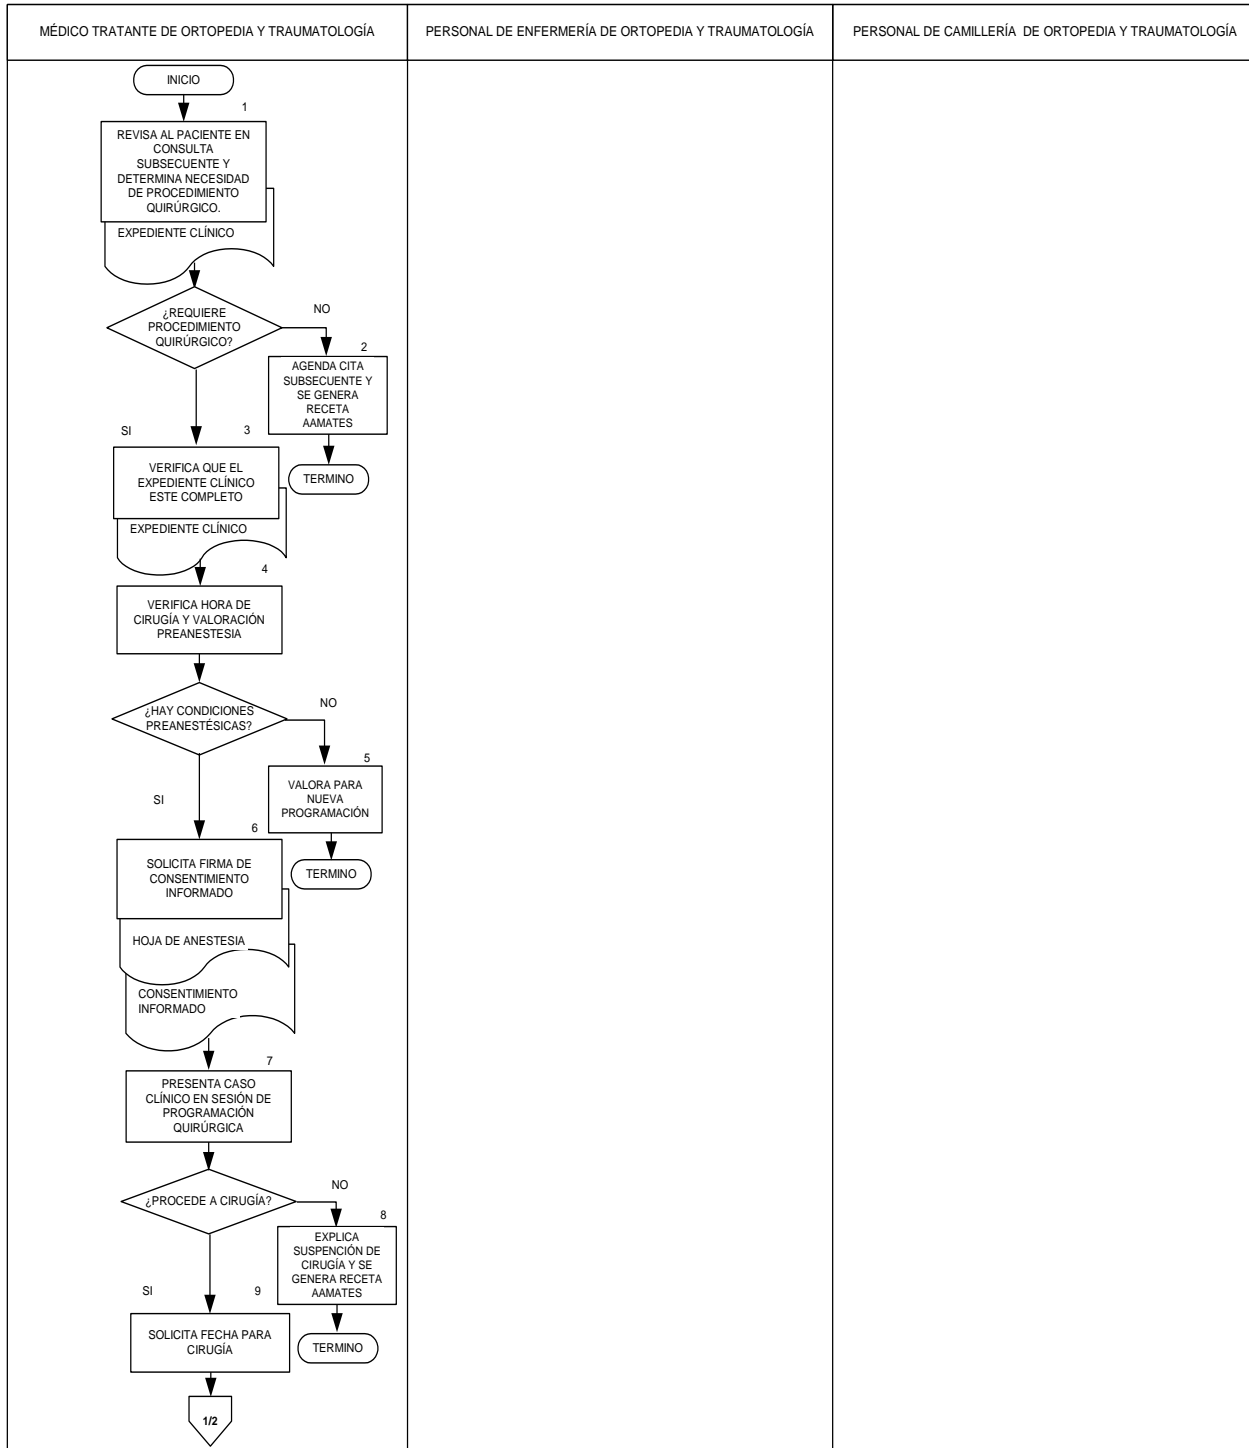 MÉDICO TRATANTE DE ORTOPEDIA Y TRAUMATOLOGÍA
PERSONAL DE ENFERMERÍA DE ORTOPEDIA Y TRAUMATOLOGÍA
PERSONAL DE CAMILLERÍA DE ORTOPEDIA Y TRAUMATOLOGÍA
INICIO
1
REVISA AL PACIENTE EN
CONSULTA
SUBSECUENTE Y
DETERMINA NECESIDAD
DE PROCEDIMIENTO
QUIRÚRGICO.
EXPEDIENTE CLÍNICO
¿REQUIERE
PROCEDIMIENTO
QUIRÚRGICO?
NO
2
AGENDA CITA
SUBSECUENTE Y
SE GENERA
RECETA
AAMATES
TERMINO
SI
3
VERIFICA QUE EL
EXPEDIENTE CLÍNICO
ESTE COMPLETO
EXPEDIENTE CLÍNICO
4
VERIFICA HORA DE
CIRUGÍA Y VALORACIÓN
PREANESTESIA
¿HAY CONDICIONES
PREANESTÉSICAS?
NO
5
VALORA PARA
NUEVA
PROGRAMACIÓN
TERMINO
SI
6
SOLICITA FIRMA DE
CONSENTIMIENTO
INFORMADO
HOJA DE ANESTESIA
CONSENTIMIENTO
INFORMADO
7
PRESENTA CASO
CLÍNICO EN SESIÓN DE
PROGRAMACIÓN
QUIRÚRGICA
¿PROCEDE A CIRUGÍA?
NO
8
EXPLICA
SUSPENCIÓN DE
CIRUGÍA Y SE
GENERA RECETA
AAMATES
TERMINO
SI
9
SOLICITA FECHA PARA
CIRUGÍA
1/2